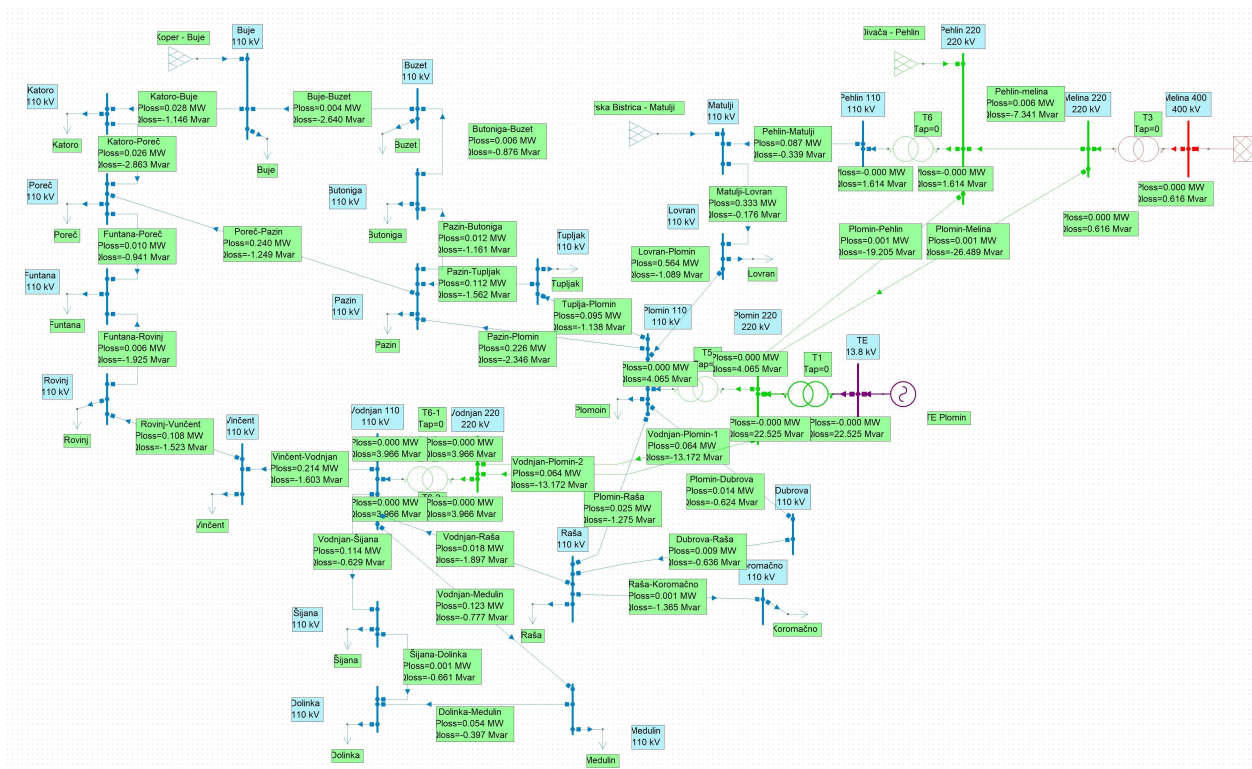 Koper - Buje
Buje
110 kV
Divača - Pehlin
Pehlin 220
220 kV
Buzet
110 kV
Katoro
110 kV
Katoro-Buje
Ploss=0.028 MW
Qloss=-1.146 Mvar
Buje-Buzet
Ploss=0.004 MW
Qloss=-2.640 Mvar
rska Bistrica - Matulji
Matulji
110 kV
Pehlin 110
110 kV
T6
Tap=0
Pehlin-melina
Ploss=0.006 MW
Qloss=-7.341 Mvar
Melina 220
220 kV
T3
Tap=0
Melina 400
400 kV
Katoro
Katoro-Poreč
Ploss=0.026 MW
Qloss=-2.863 Mvar
Buje
Buzet
Butoniga-Buzet
Ploss=0.006 MW
Qloss=-0.876 Mvar
Pehlin-Matulji
Ploss=0.087 MW
Qloss=-0.339 Mvar
Ploss=-0.000 MW
Qloss=1.614 Mvar
Ploss=-0.000 MW
Qloss=1.614 Mvar
Ploss=0.000 MW
Qloss=0.616 Mvar
Ploss=0.000 MW
Qloss=0.616 Mvar
Poreč
110 kV
Poreč
Butoniga
110 kV
Butoniga
Matulji-Lovran
Ploss=0.333 MW
Qloss=-0.176 Mvar
Lovran
110 kV
Lovran
Funtana-Poreč
Ploss=0.010 MW
Qloss=-0.941 Mvar
Poreč-Pazin
Ploss=0.240 MW
Qloss=-1.249 Mvar
Pazin-Butoniga
Ploss=0.012 MW
Qloss=-1.161 Mvar
Tupljak
110 kV
Tupljak
Lovran-Plomin
Ploss=0.564 MW
Qloss=-1.089 Mvar
Plomin-Pehlin
Ploss=0.001 MW
Qloss=-19.205 Mvar
Plomin-Melina
Ploss=0.001 MW
Qloss=-26.489 Mvar
Funtana
110 kV
Funtana
Pazin
110 kV
Pazin
Pazin-Tupljak
Ploss=0.112 MW
Qloss=-1.562 Mvar
Tuplja-Plomin
Ploss=0.095 MW
Qloss=-1.138 Mvar
Plomin 110
110 kV
Plomin 220
220 kV
Funtana-Rovinj
Ploss=0.006 MW
Qloss=-1.925 Mvar
Pazin-Plomin
Ploss=0.226 MW
Qloss=-2.346 Mvar
TE
13.8 kV
T5
Tap=
Ploss=0.000 MW
Qloss=4.065 Mvar
Ploss=0.000 MW
Qloss=4.065 Mvar
T1
Tap=0
Rovinj
110 kV
Rovinj
Plomoin
TE Plomin
Rovinj-Vunčent
Ploss=0.108 MW
Qloss=-1.523 Mvar
Vinčent
110 kV
Vodnjan 110
110 kV
T6-1
Tap=0
Vodnjan 220
220 kV
Ploss=-0.000 MW
Qloss=22.525 Mvar
Ploss=-0.000 MW
Qloss=22.525 Mvar
Vinčent-Vodnjan
Ploss=0.214 MW
Qloss=-1.603 Mvar
Ploss=0.000 MW
Qloss=3.966 Mvar
Ploss=0.000 MW
Qloss=3.966 Mvar
Vodnjan-Plomin-1
Ploss=0.064 MW
Qloss=-13.172 Mvar
Vodnjan-Plomin-2
Ploss=0.064 MW
Qloss=-13.172 Mvar
Plomin-Dubrova
Ploss=0.014 MW
Qloss=-0.624 Mvar
Dubrova
110 kV
Vinčent
Ploss=0.000 MW
Qloss=3.966 Mvar
Ploss=0.000 MW
Qloss=3.966 Mvar
Plomin-Raša
Ploss=0.025 MW
Qloss=-1.275 Mvar
Vodnjan-Šijana
Ploss=0.114 MW
Qloss=-0.629 Mvar
Vodnjan-Raša
Ploss=0.018 MW
Qloss=-1.897 Mvar
Raša
110 kV
Dubrova-Raša
Ploss=0.009 MW
Qloss=-0.636 Mvar
oromačno
110 kV
Vodnjan-Medulin
Ploss=0.123 MW
Qloss=-0.777 Mvar
Raša-Koromačno
Ploss=0.001 MW
Qloss=-1.365 Mvar
Šijana
110 kV
Šijana
Raša
Koromačno
Šijana-Dolinka
Ploss=0.001 MW
Qloss=-0.661 Mvar
Dolinka
110 kV
Dolinka
Dolinka-Medulin
Ploss=0.054 MW
Qloss=-0.397 Mvar
Medulin
110 kV
Medulin